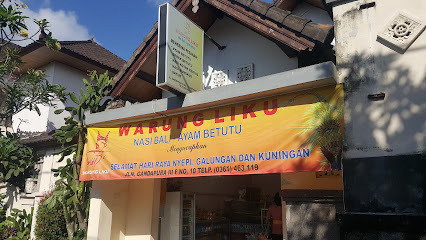 WARUNG LIKU
NASI BALI AYAM BETUTU
Mengucapkan
SELAMAT HARI RAYA NYEPI, GALUNGAN DAN KUNINGAN
JLN. GANDAPURA III F NO. 10 TELP. (0361) 463 119